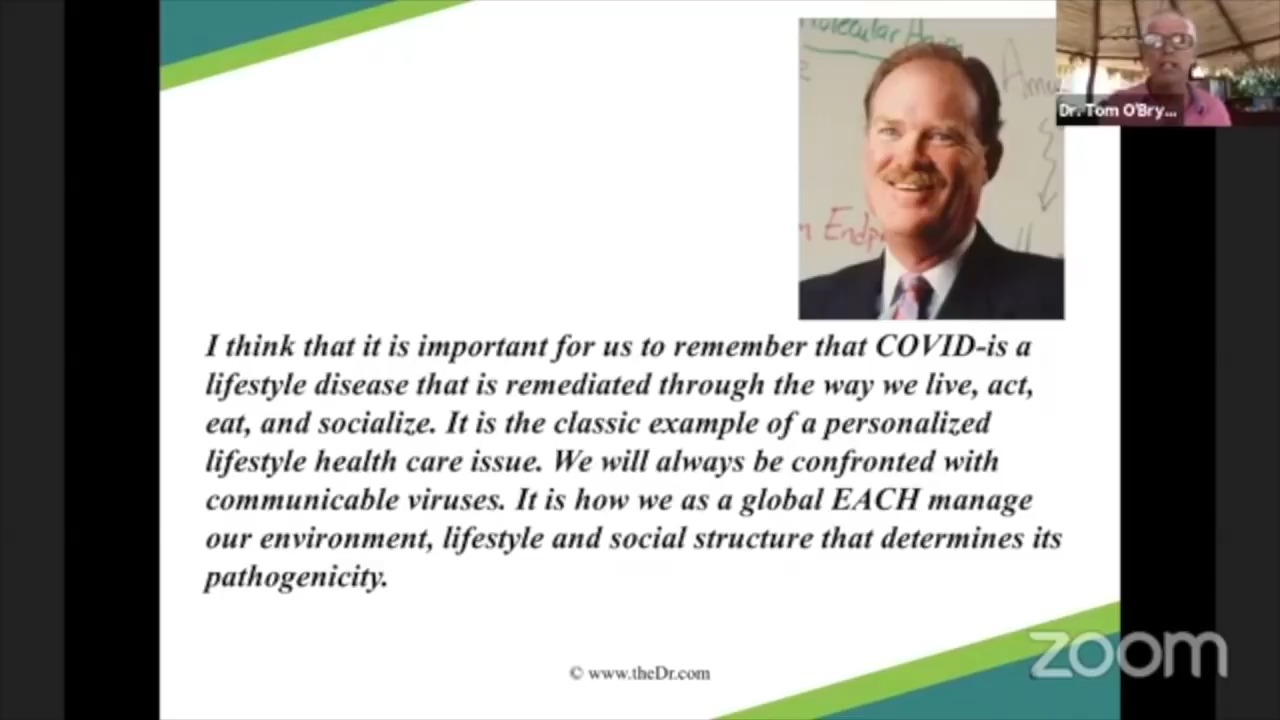 Molecular
Dr. Tom O'Bry...
I think that it is important for us to remember that COVID-is a
lifestyle disease that is remediated through the way we live, act,
eat, and socialize. It is the classic example of a personalized
lifestyle health care issue. We will always be confronted with
communicable viruses. It is how we as a global EACH manage
our environment, lifestyle and social structure that determines its
pathogenicity.
© www.theDr.com
zoom